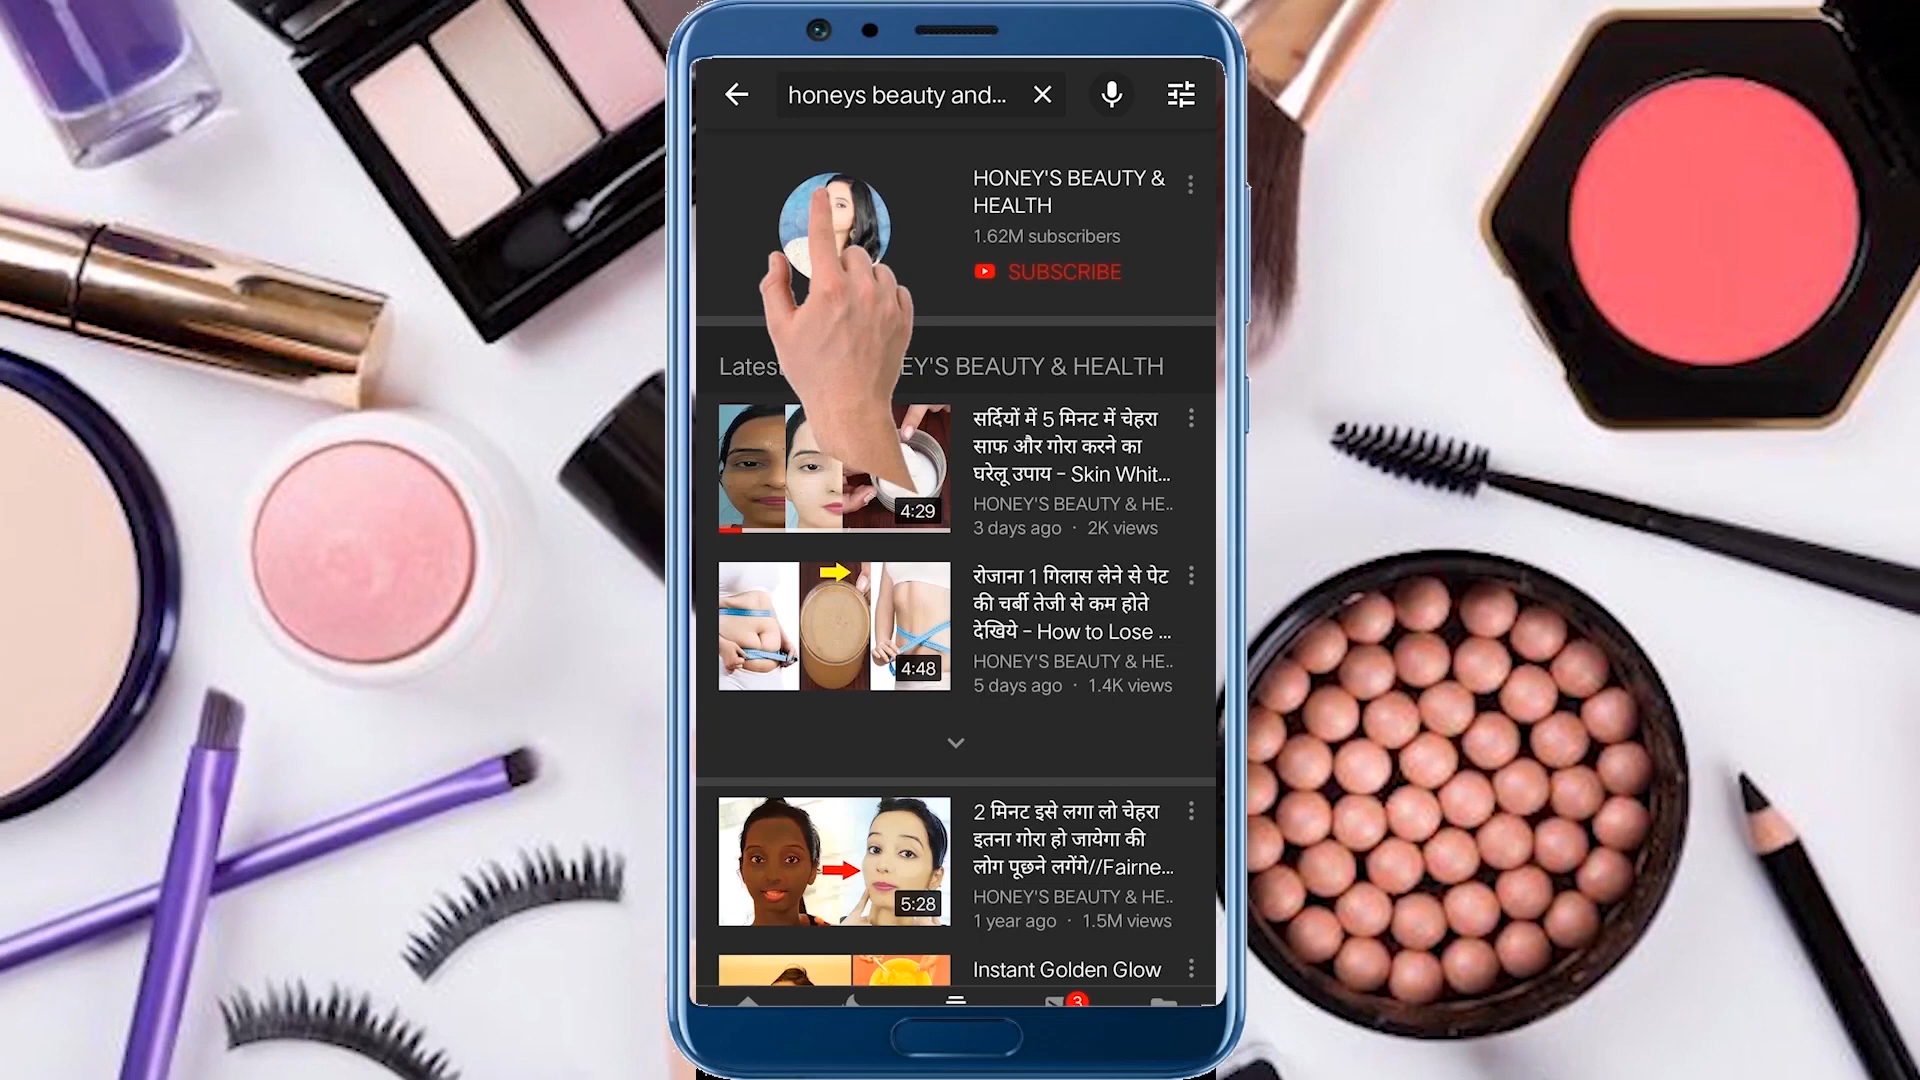 honeys beauty and...
HONEY'S BEAUTY &
HEALTH
1.62M subscribers
SUBSCRIBE
Latest
EY'S BEAUTY & HEALTH
सर्दियों में 5 मिनट में चेहरा
साफ और गोरा करने का
घरेलू उपाय - Skin Whit...
HONEY'S BEAUTY & HE..
3 days ago · 2K views
4:29
रोजाना 1 गिलास लेने से पेट
की चर्बी तेजी से कम होते
देखिये - How to Lose ...
HONEY'S BEAUTY & HE..
5 days ago · 1.4K views
4:48
2 मिनट इसे लगा लो चेहरा
इतना गोरा हो जायेगा की
लोग पूछने लगेंगे//Fairne...
HONEY'S BEAUTY & HE..
1 year ago · 1.5M views
5:28
Instant Golden Glow
3